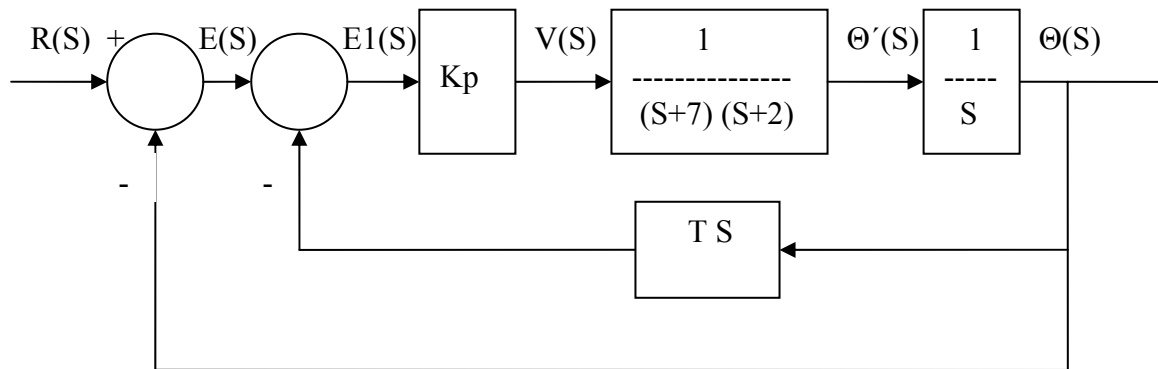 R(S) + E(S) E1(S) V(S) 1 Θ´(S) 1 Θ(S)
Kp --------------- -----
(S+7) (S+2) S
- -
T S